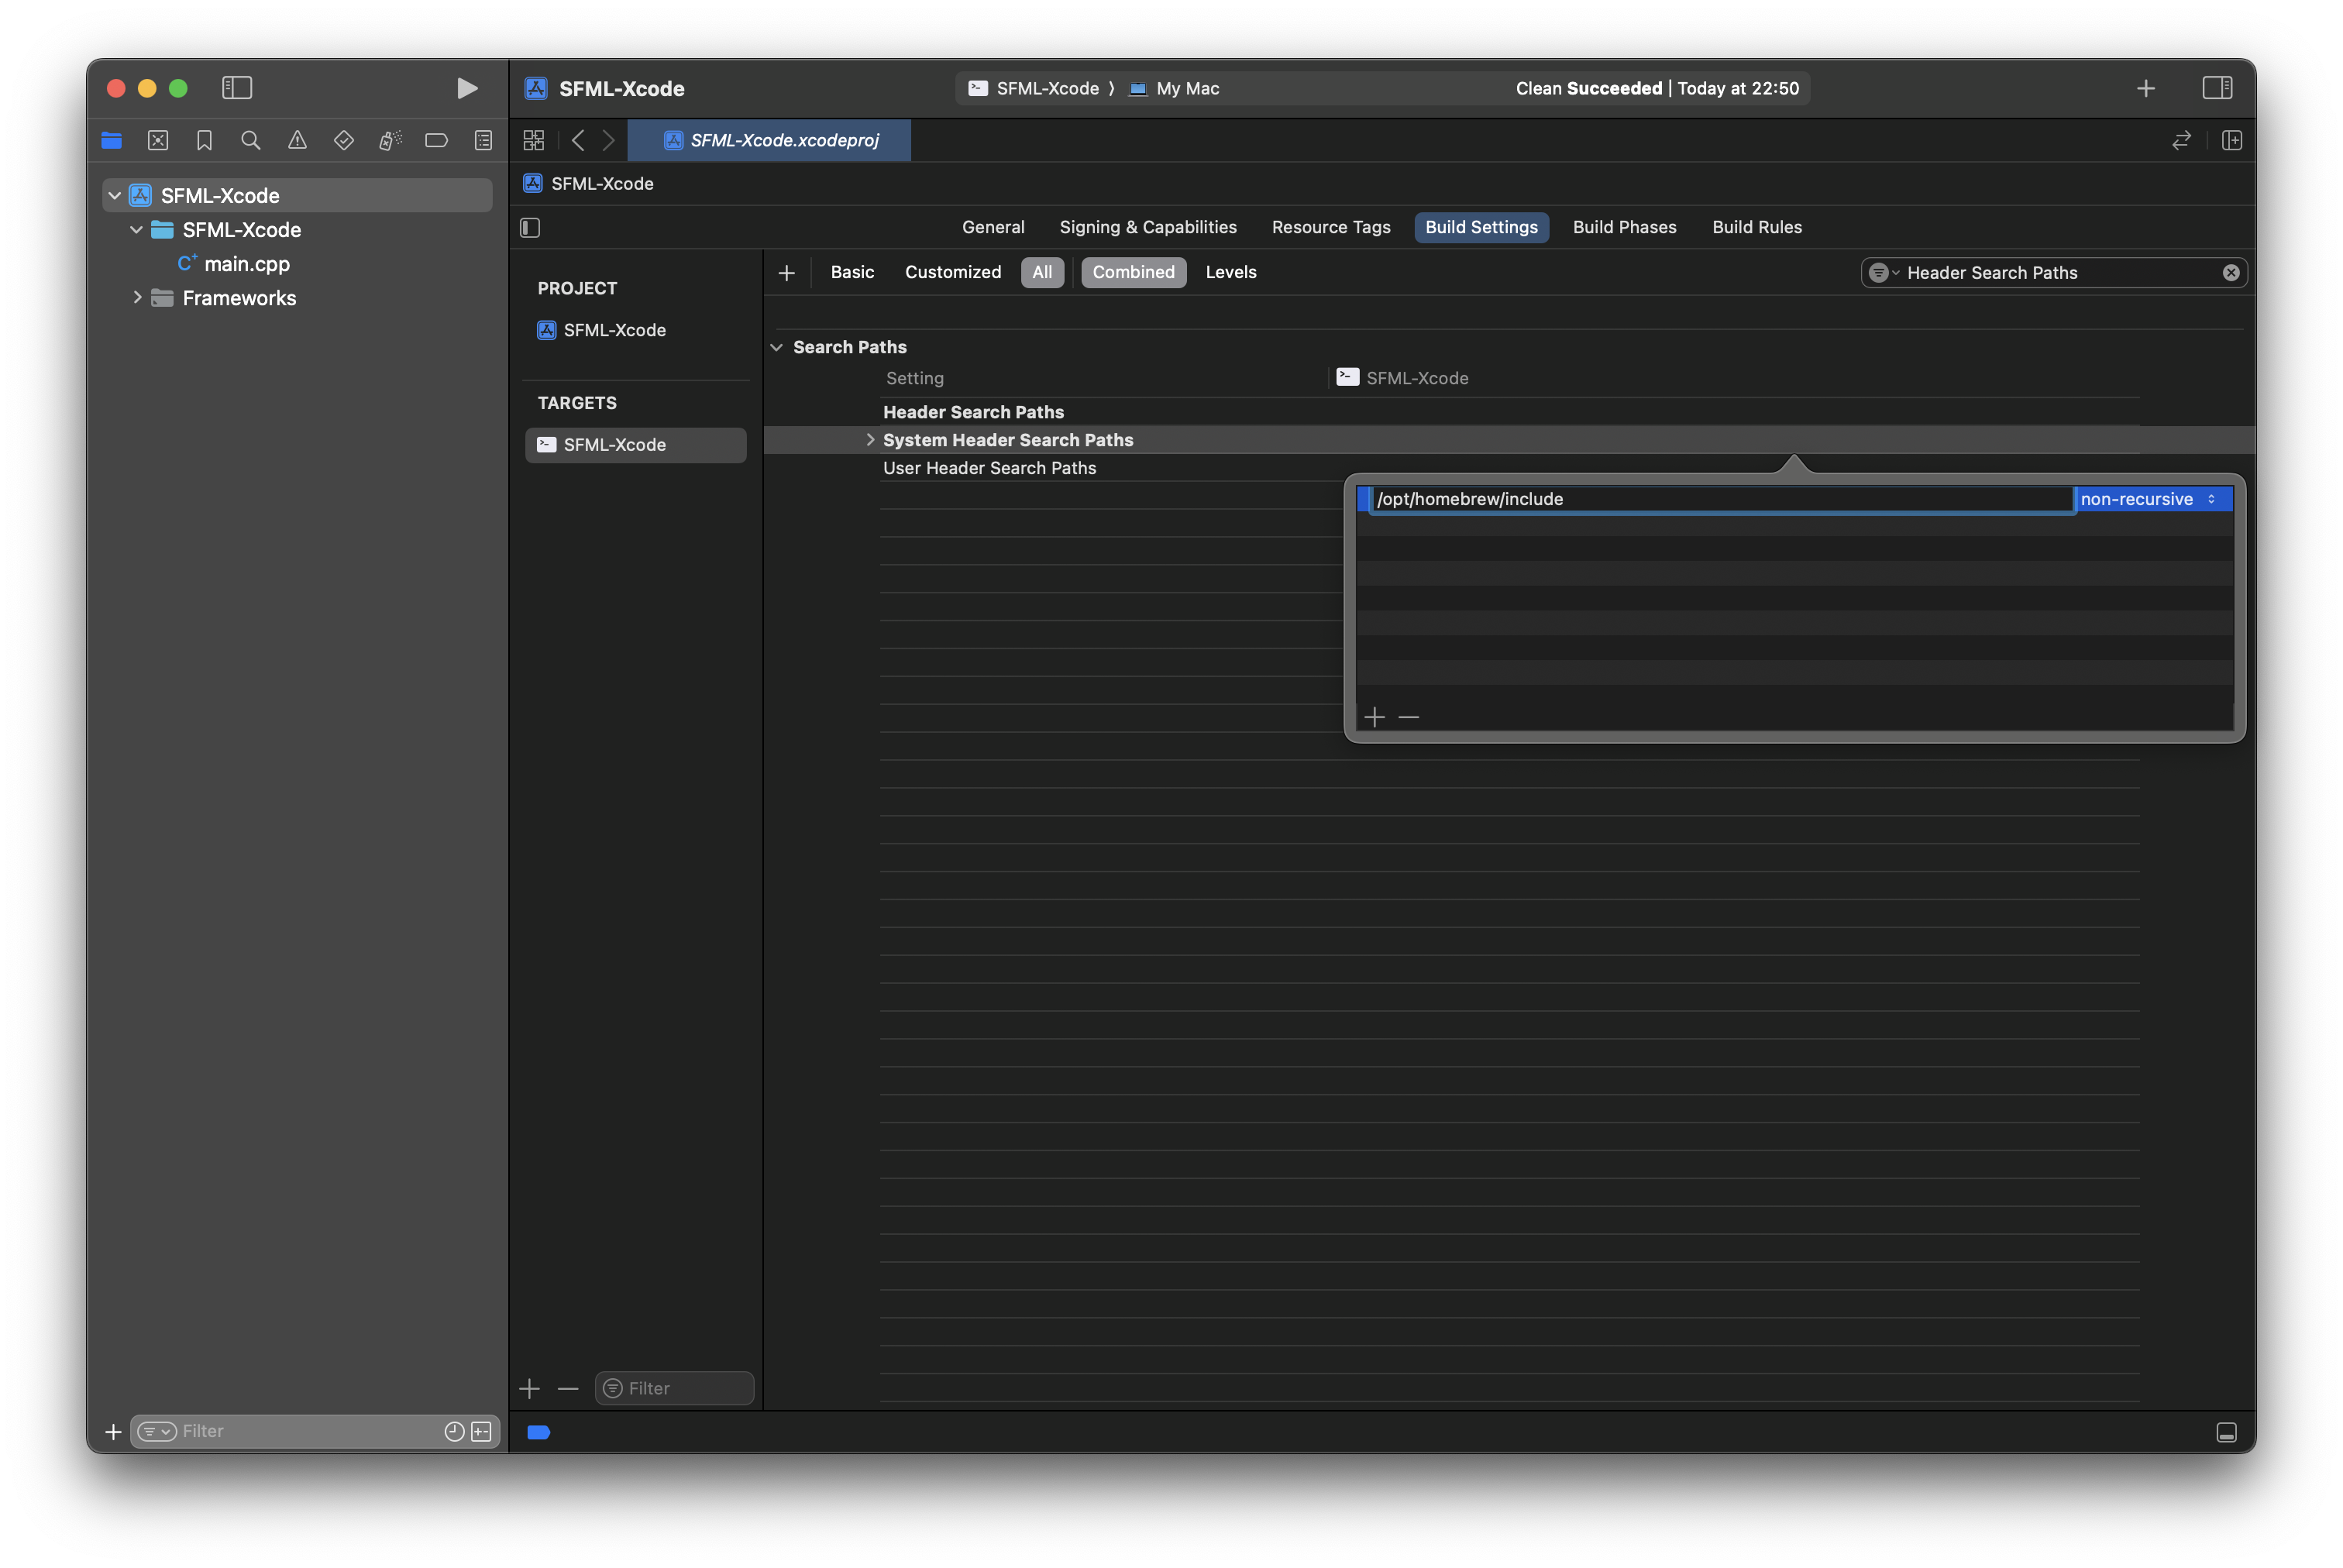 SFML-Xcode
SFML-Xcode ⟩ My Mac
Clean Succeeded | Today at 22:50
SFML-Xcode.xcodeproj
SFML-Xcode
SFML-Xcode
main.cpp
Frameworks
SFML-Xcode
General Signing & Capabilities Resource Tags Build Settings Build Phases Build Rules
PROJECT
SFML-Xcode
TARGETS
SFML-Xcode
Basic Customized All Combined Levels
Header Search Paths
Search Paths
Setting SFML-Xcode
Header Search Paths
System Header Search Paths
User Header Search Paths
/opt/homebrew/include non-recursive
Filter
Filter